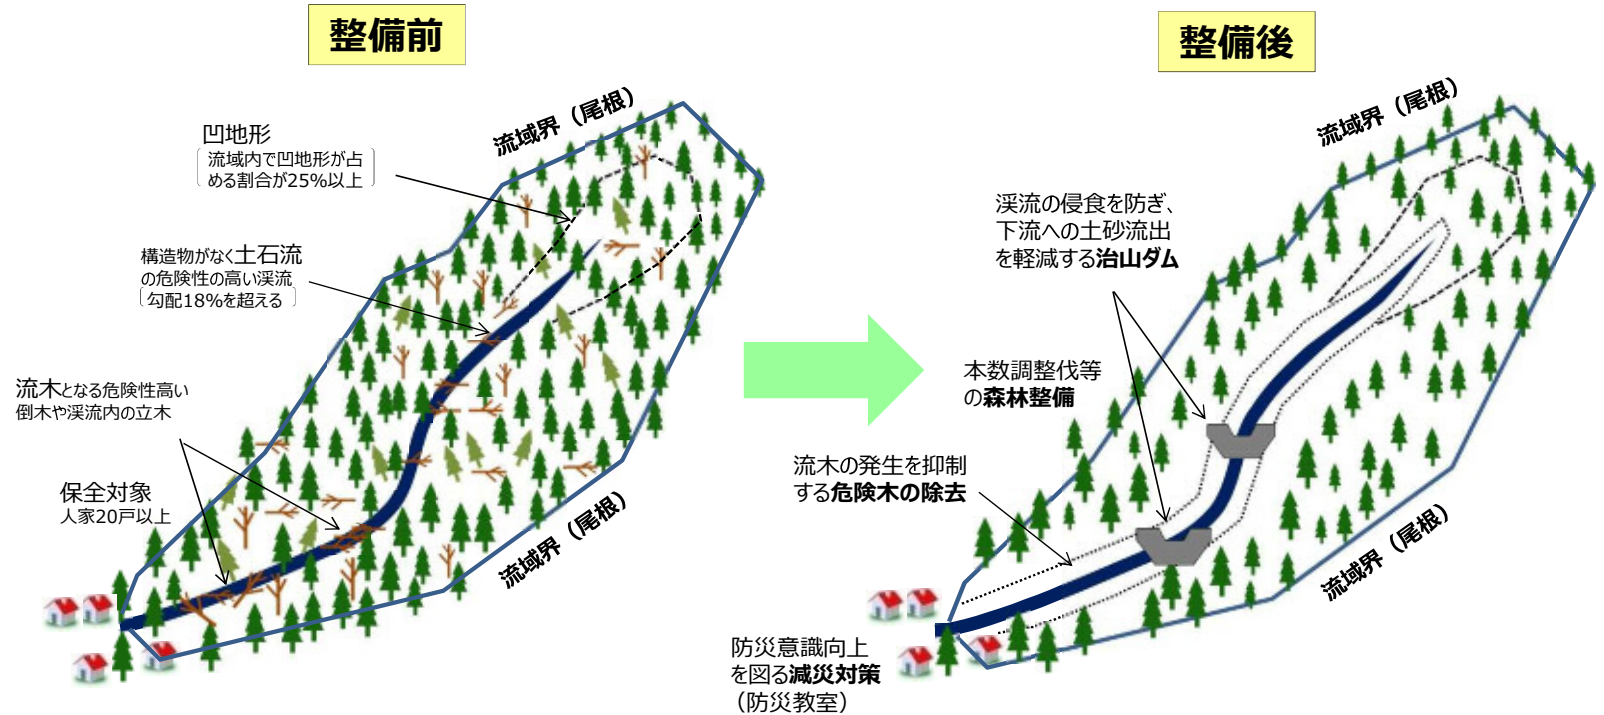 整備前
流域界（尾根）
凹地形
流域内で凹地形が占
める割合が25%以上
構造物がなく土石流
の危険性の高い渓流
勾配18%を超える
流木となる危険性高い
倒木や渓流内の立木
保全対象
人家20戸以上
流域界（尾根）
整備後
流域界（尾根）
渓流の侵食を防ぎ、
下流への土砂流出
を軽減する治山ダム
本数調整伐等
の森林整備
流木の発生を抑制
する危険木の除去
流域界（尾根）
防災意識向上
を図る減災対策
（防災教室）